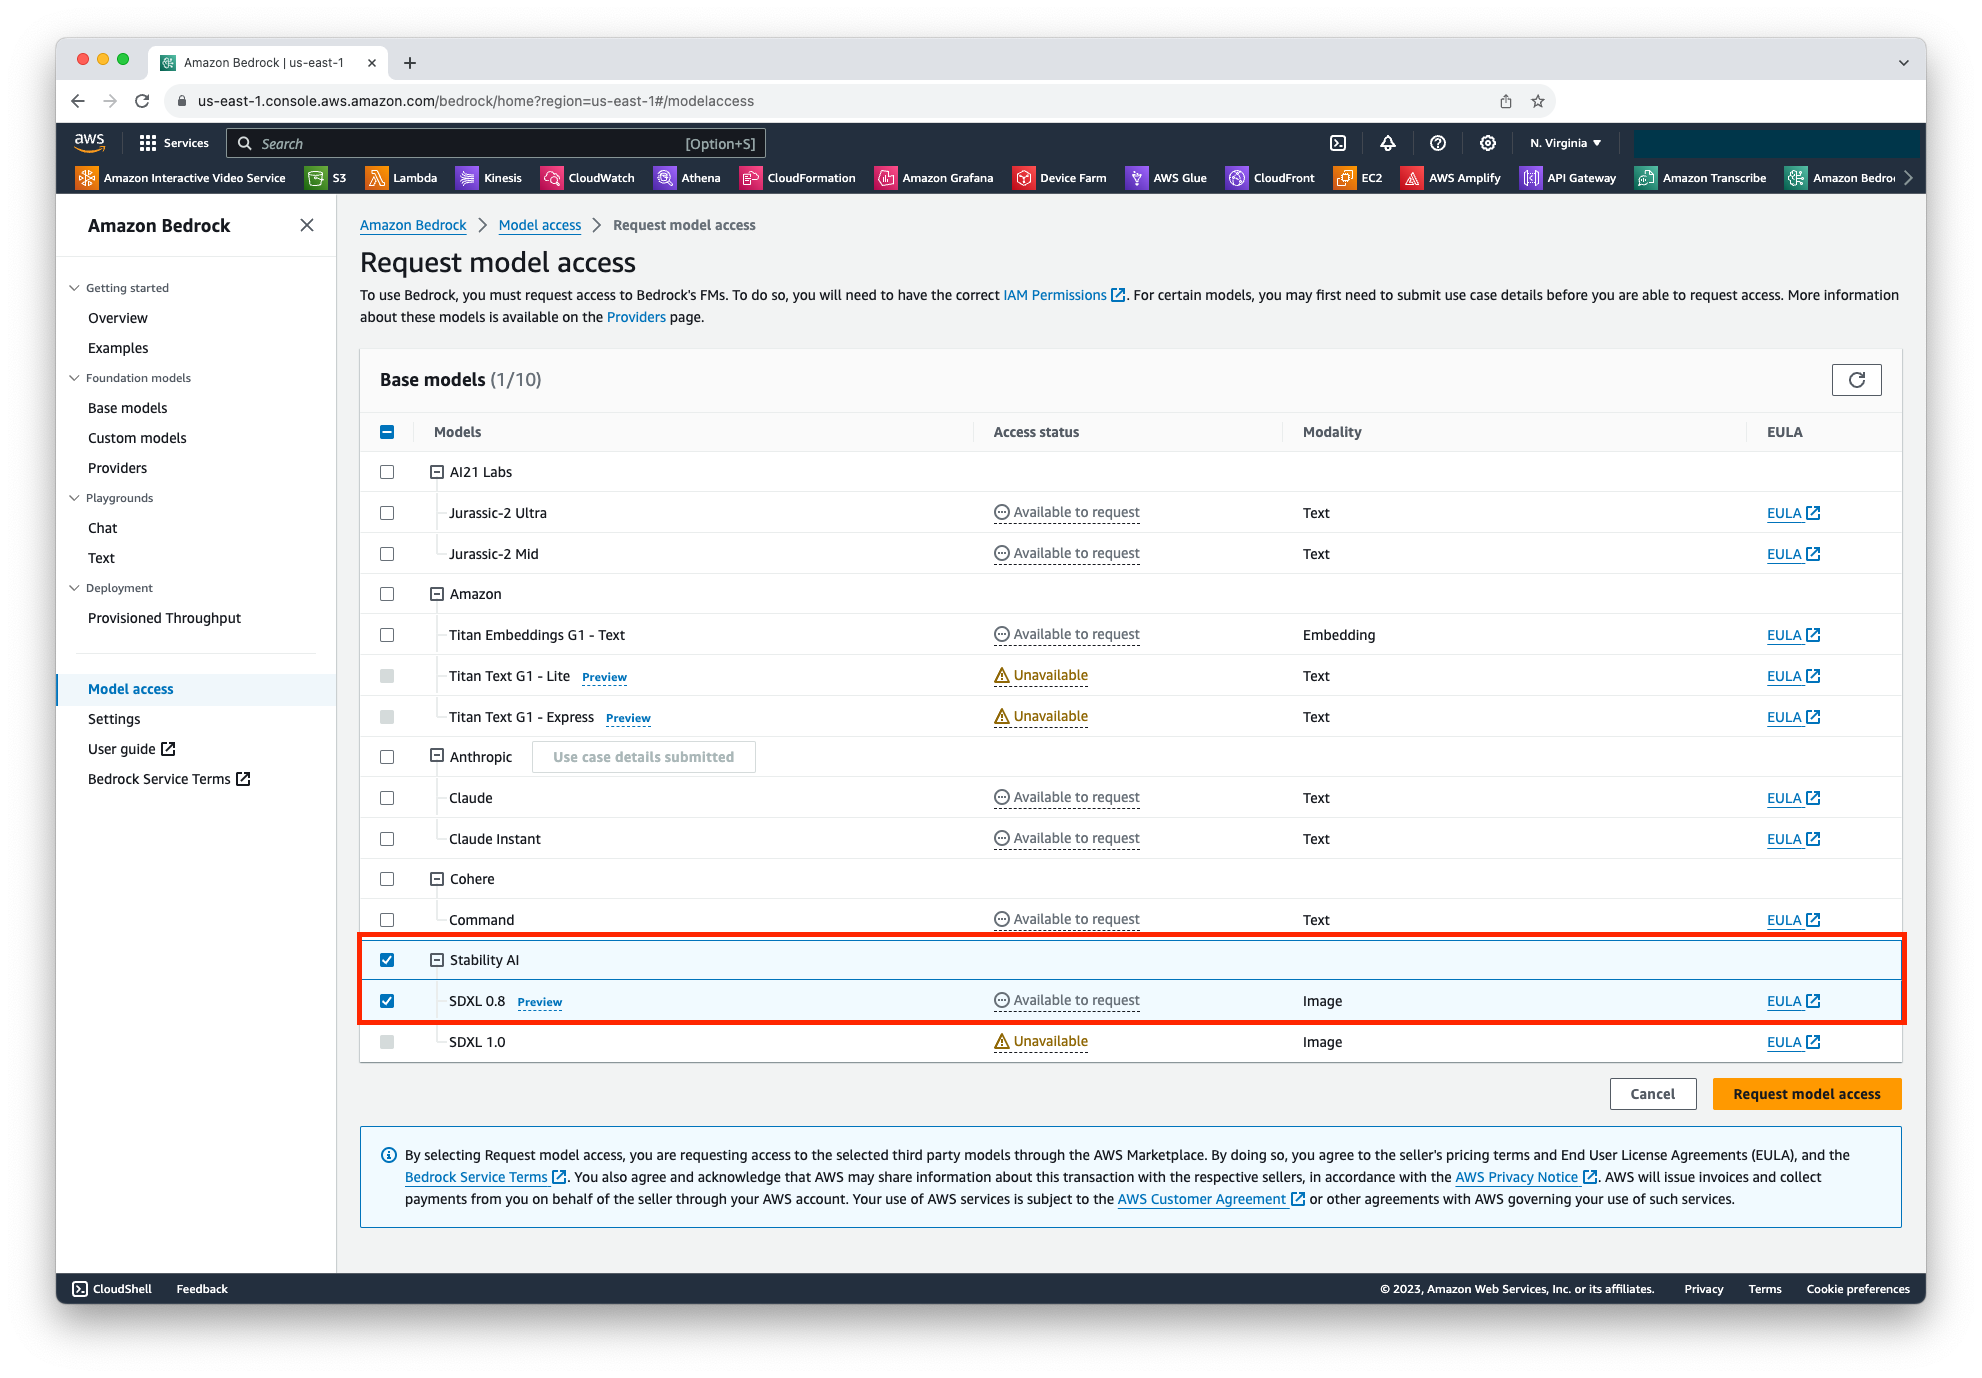 Amazon Bedrock | us-east-1
us-east-1.console.aws.amazon.com/bedrock/home?region=us-east-1#/modelaccess
aws Services Search [Option+S] N. Virginia
Amazon Interactive Video Service S3 Lambda Kinesis CloudWatch Athena CloudFormation Amazon Grafana Device Farm AWS Glue CloudFront EC2 AWS Amplify API Gateway Amazon Transcribe Amazon Bedro
Amazon Bedrock
Getting started
Overview
Examples
Foundation models
Base models
Custom models
Providers
Playgrounds
Chat
Text
Deployment
Provisioned Throughput
Model access
Settings
User guide
Bedrock Service Terms
Amazon Bedrock > Model access > Request model access
Request model access
To use Bedrock, you must request access to Bedrock's FMs. To do so, you will need to have the correct IAM Permissions. For certain models, you may first need to submit use case details before you are able to request access. More information
about these models is available on the Providers page.
Base models (1/10)
Models Access status Modality EULA
AI21 Labs
Jurassic-2 Ultra Available to request Text EULA
Jurassic-2 Mid Available to request Text EULA
Amazon
Titan Embeddings G1 - Text Available to request Embedding EULA
Titan Text G1 - Lite Preview Unavailable Text EULA
Titan Text G1 - Express Preview Unavailable Text EULA
Anthropic Use case details submitted
Claude Available to request Text EULA
Claude Instant Available to request Text EULA
Cohere
Command Available to request Text EULA
Stability AI
SDXL 0.8 Preview Available to request Image EULA
SDXL 1.0 Unavailable Image EULA
Cancel Request model access
By selecting Request model access, you are requesting access to the selected third party models through the AWS Marketplace. By doing so, you agree to the seller's pricing terms and End User License Agreements (EULA), and the
Bedrock Service Terms. You also agree and acknowledge that AWS may share information about this transaction with the respective sellers, in accordance with the AWS Privacy Notice. AWS will issue invoices and collect
payments from you on behalf of the seller through your AWS account. Your use of AWS services is subject to the AWS Customer Agreement or other agreements with AWS governing your use of such services.
CloudShell Feedback © 2023, Amazon Web Services, Inc. or its affiliates. Privacy Terms Cookie preferences